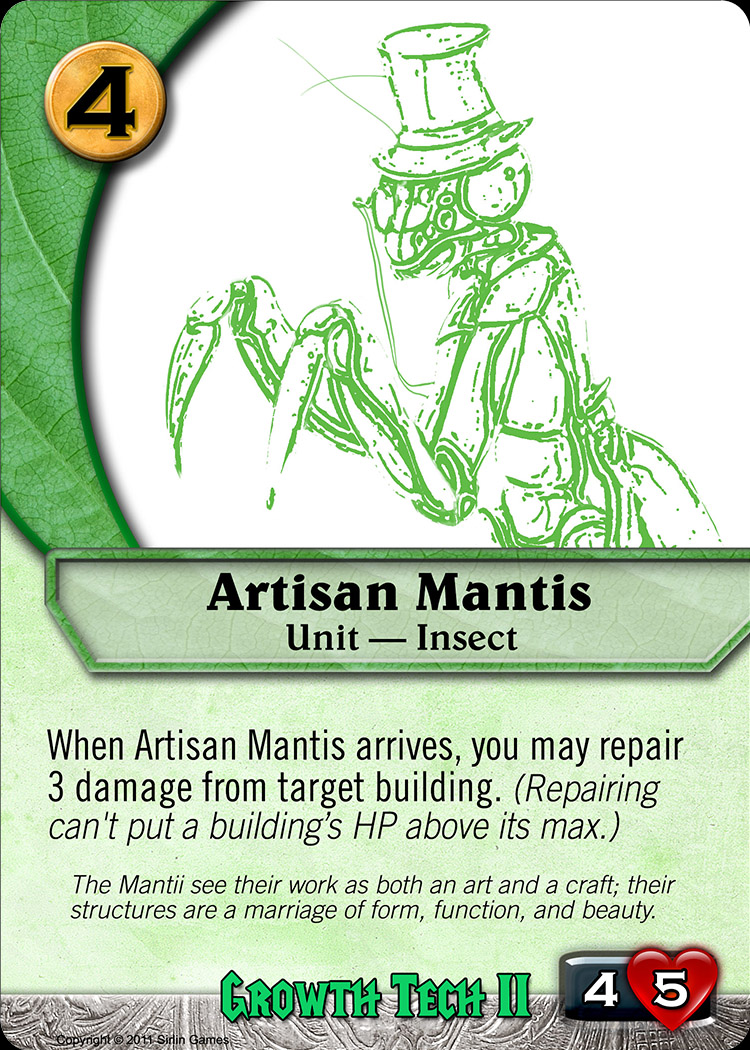 4
Artisan Mantis
Unit — Insect
When Artisan Mantis arrives, you may repair
3 damage from target building. (Repairing
can't put a building’s HP above its max.)
The Mantii see their work as both an art and a craft; their
structures are a marriage of form, function, and beauty.
Growth Tech II
4 5
Copyright © 2011 Sirlin Games